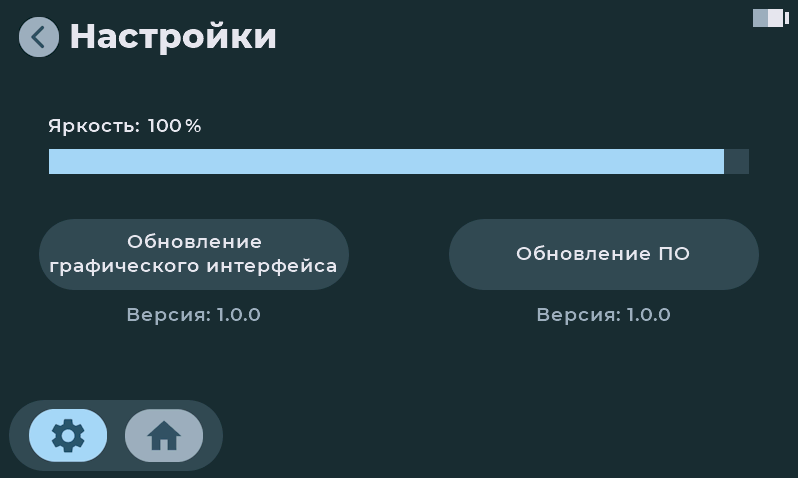 Настройки
Яркость: 100%
Обновление
графического интерфейса
Обновление ПО
Версия: 1.0.0
Версия: 1.0.0